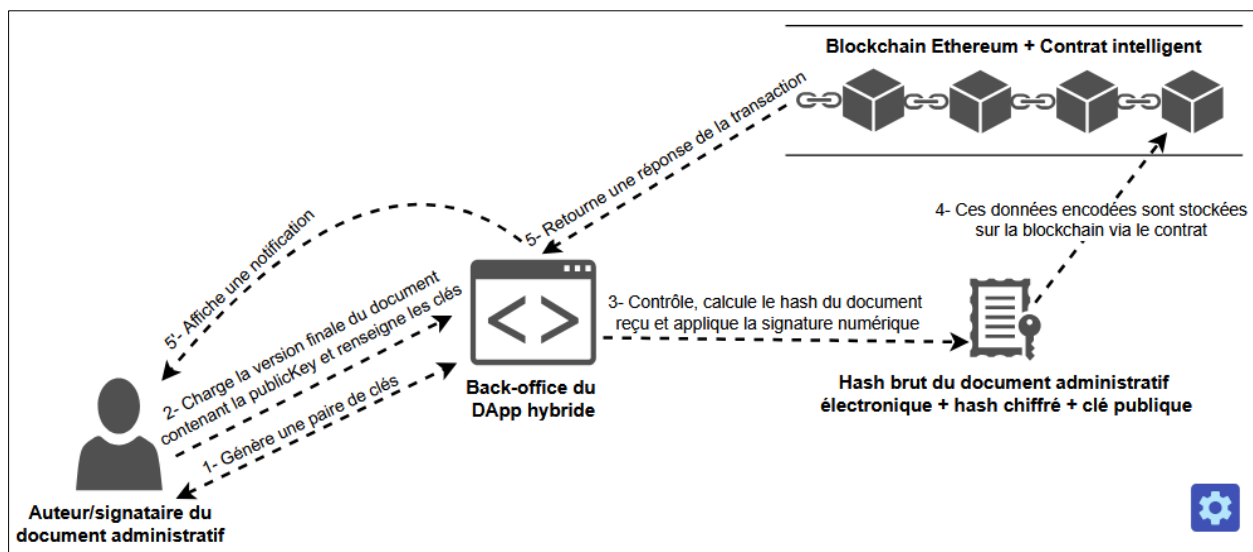 Blockchain Ethereum + Contrat intelligent
5- Retourne une réponse de la transaction
4- Ces données encodées sont stockées
sur la blockchain via le contrat
5'- Affiche une notification
2- Charge la version finale du document
contenant la publicKey et renseigne les clés
1- Génère une paire de clés
3- Contrôle, calcule le hash du document
reçu et applique la signature numérique
Back-office du
DApp hybride
Hash brut du document administratif
électronique + hash chiffré + clé publique
Auteur/signataire du
document administratif